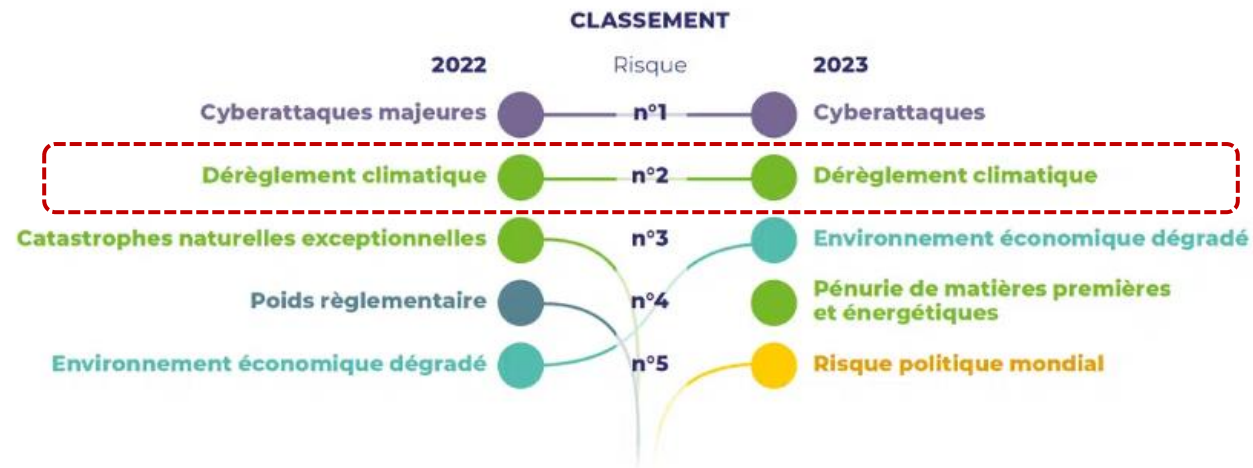 CLASSEMENT
2022 Risque 2023
Cyberattaques majeures n°1 Cyberattaques
Dérèglement climatique n°2 Dérèglement climatique
Catastrophes naturelles exceptionnelles n°3 Environnement économique dégradé
Poids règlementaire n°4 Pénurie de matières premières
et énergétiques
Environnement économique dégradé n°5 Risque politique mondial